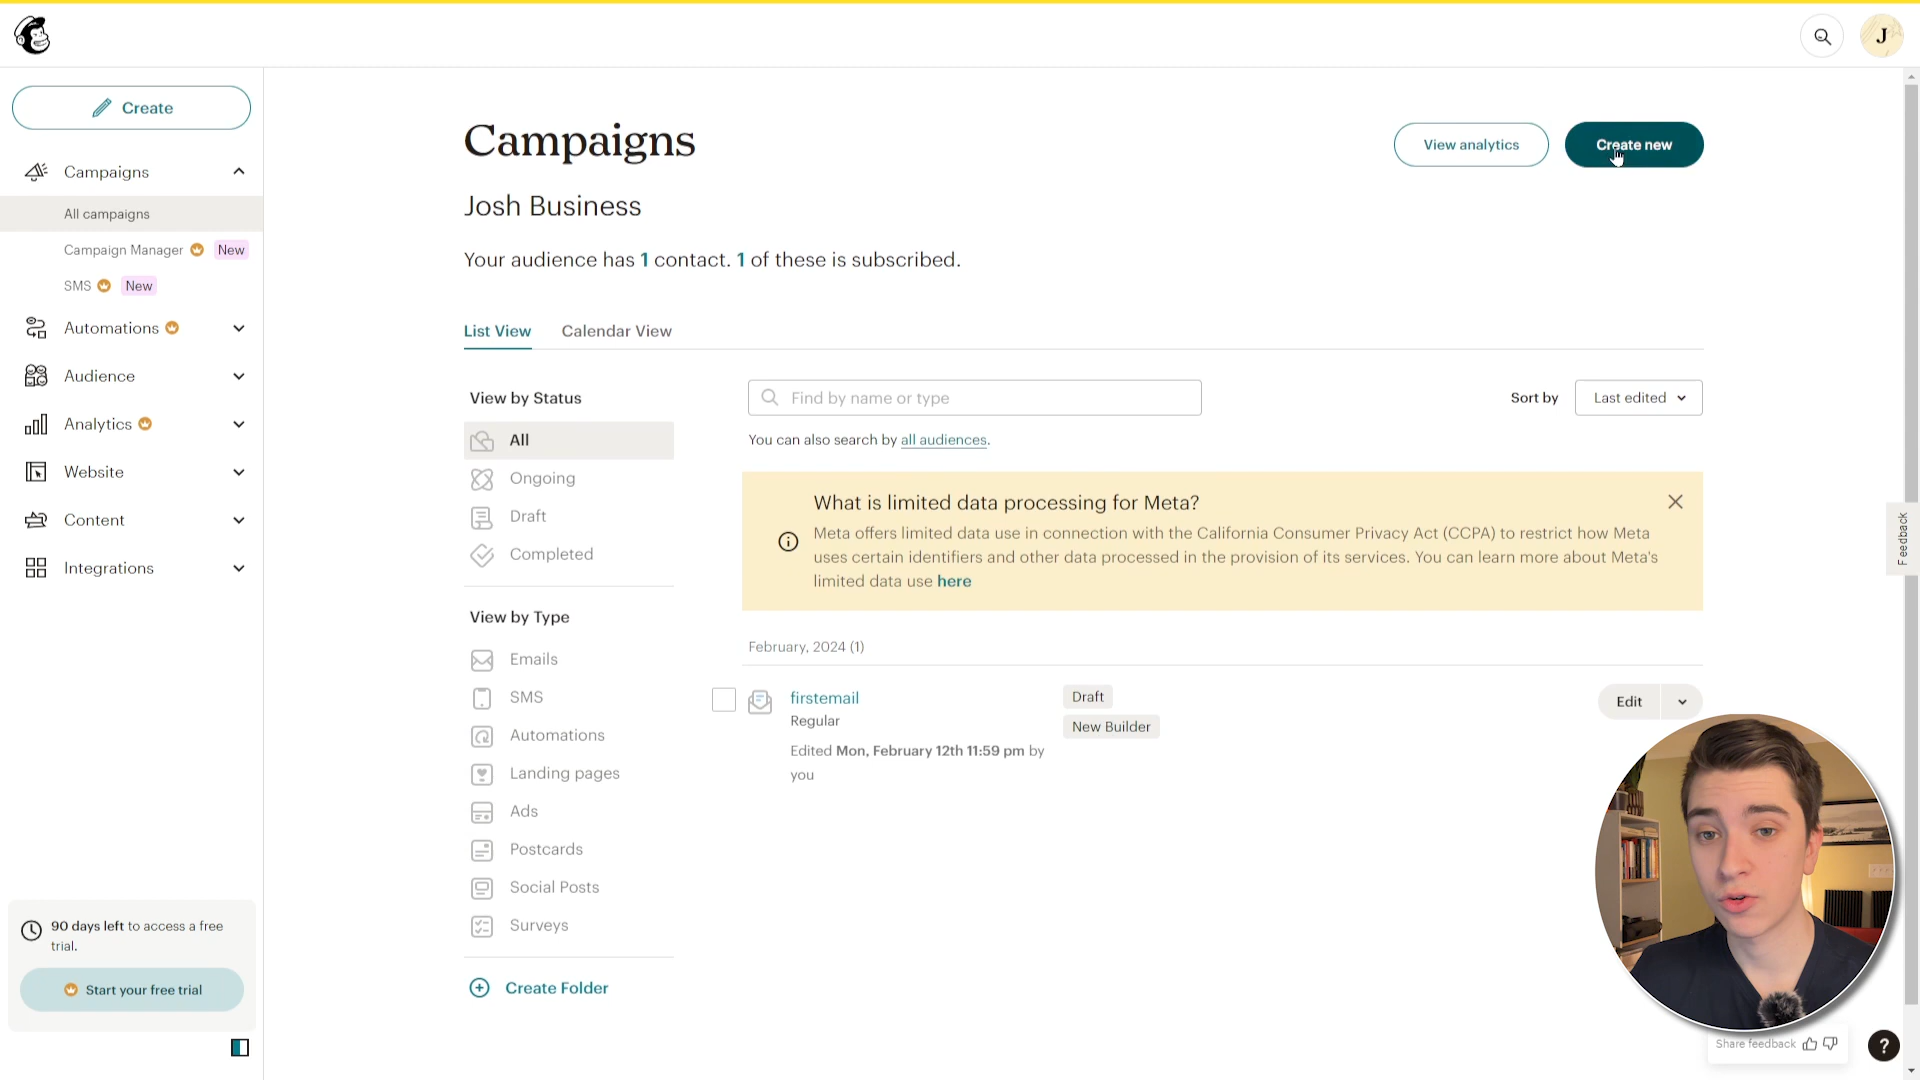 J
Create
Campaigns
All campaigns
Campaign Manager New
SMS New
Automations
Audience
Analytics
Website
Content
Integrations
90 days left to access a free
trial.
Start your free trial
Campaigns
View analytics
Create new
Josh Business
Your audience has 1 contact. 1 of these is subscribed.
List View
Calendar View
View by Status
All
Ongoing
Draft
Completed
View by Type
Emails
SMS
Automations
Landing pages
Ads
Postcards
Social Posts
Surveys
Create Folder
Find by name or type
Sort by
Last edited
You can also search by all audiences.
What is limited data processing for Meta?
Meta offers limited data use in connection with the California Consumer Privacy Act (CCPA) to restrict how Meta
uses certain identifiers and other data processed in the provision of its services. You can learn more about Meta's
limited data use here
February, 2024 (1)
firstemail
Regular
Edited Mon, February 12th 11:59 pm by
you
Draft
New Builder
Edit
Feedback
Share feedback
?